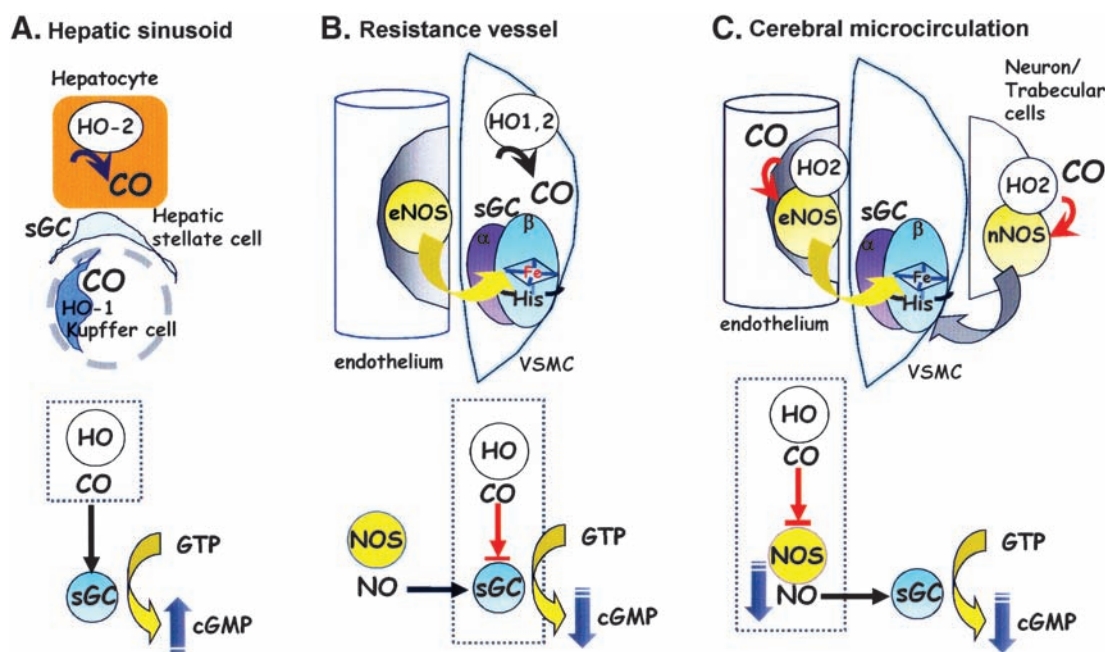 A. Hepatic sinusoid
Hepatocyte
HO-2
CO
sGC
Hepatic
stellate cell
CO
HO-1
Kupffer cell
HO
CO
sGC
GTP
cGMP
B. Resistance vessel
HO1,2
CO
eNOS
sGC
α
β
Fe
His
endothelium
VSMC
HO
CO
NOS
NO
sGC
GTP
cGMP
C. Cerebral microcirculation
Neuron/
Trabecular
cells
CO
HO2
eNOS
sGC
α
β
Fe
His
HO2
CO
nNOS
endothelium
VSMC
HO
CO
NOS
NO
sGC
GTP
cGMP